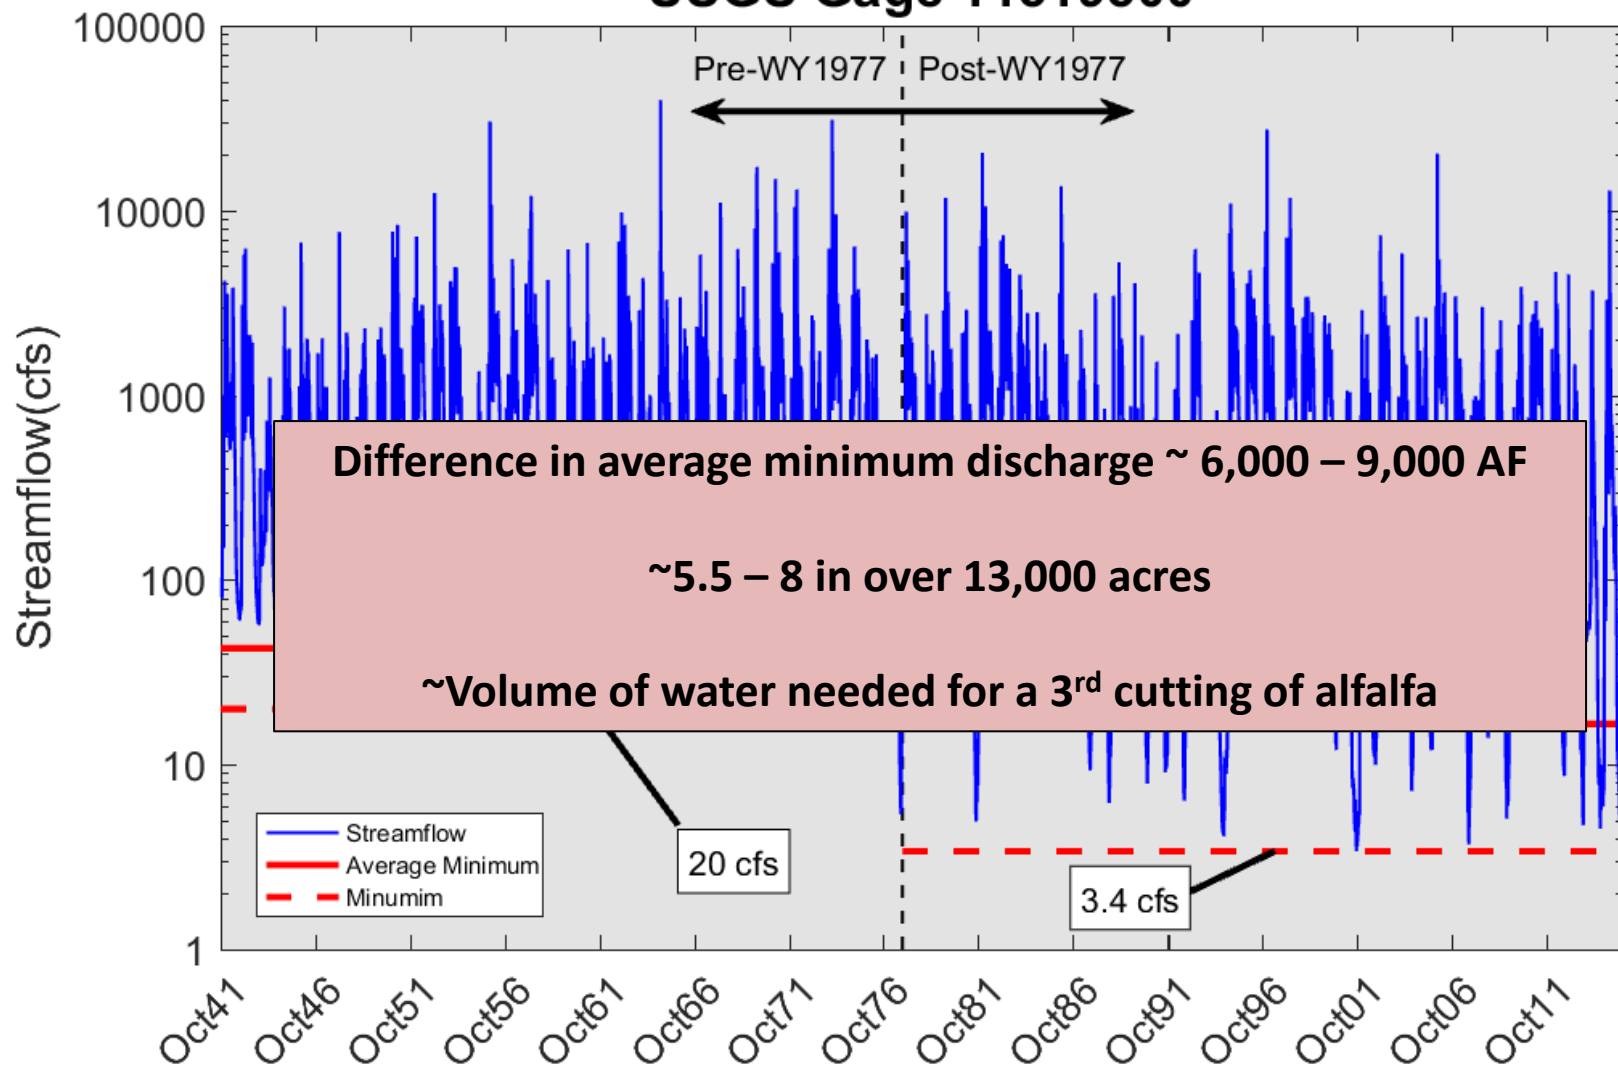 100000
Pre-WY1977
Post-WY1977
10000
1000
100
10
1
Streamflow(cfs)
Difference in average minimum discharge ~ 6,000 – 9,000 AF
~5.5 – 8 in over 13,000 acres
~Volume of water needed for a 3rd cutting of alfalfa
Streamflow
Average Minimum
Minumim
20 cfs
3.4 cfs
Oct41
Oct46
Oct51
Oct56
Oct61
Oct66
Oct71
Oct76
Oct81
Oct86
Oct91
Oct96
Oct01
Oct06
Oct11